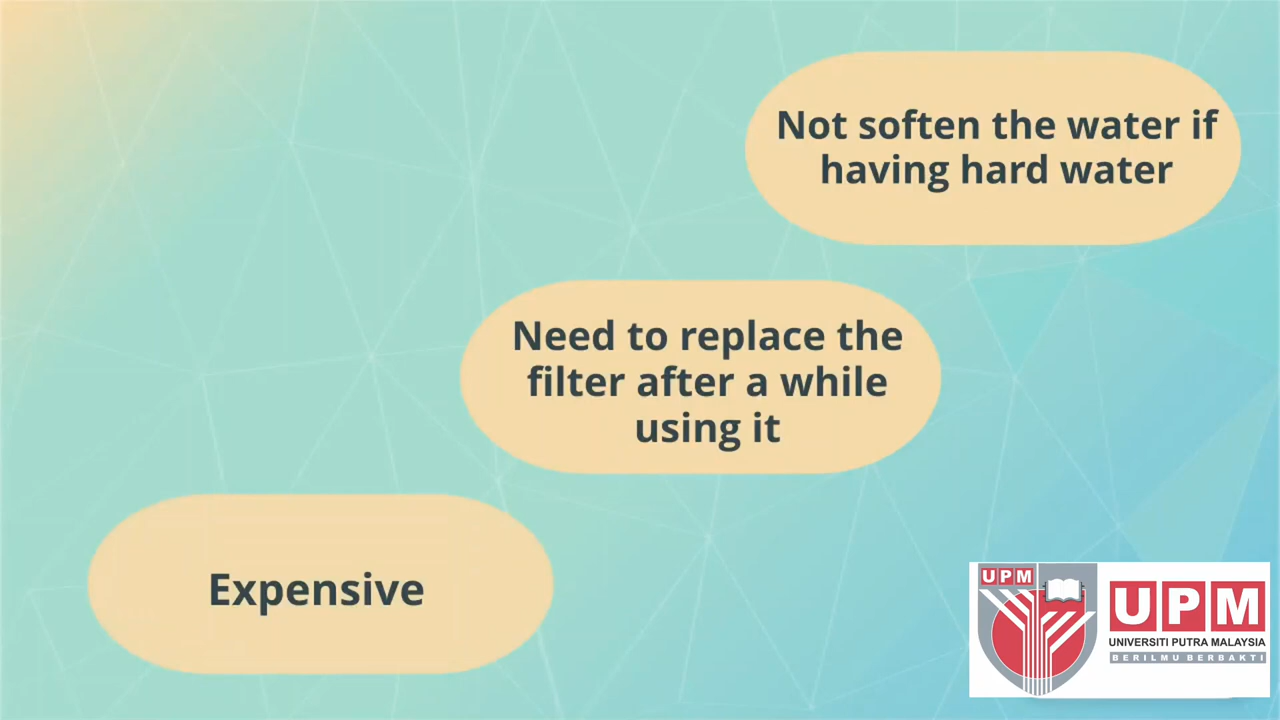 Not soften the water if
having hard water
Need to replace the
filter after a while
using it
Expensive
UPM
UPM
UNIVERSITI PUTRA MALAYSIA
BERILMU BERBAKTI